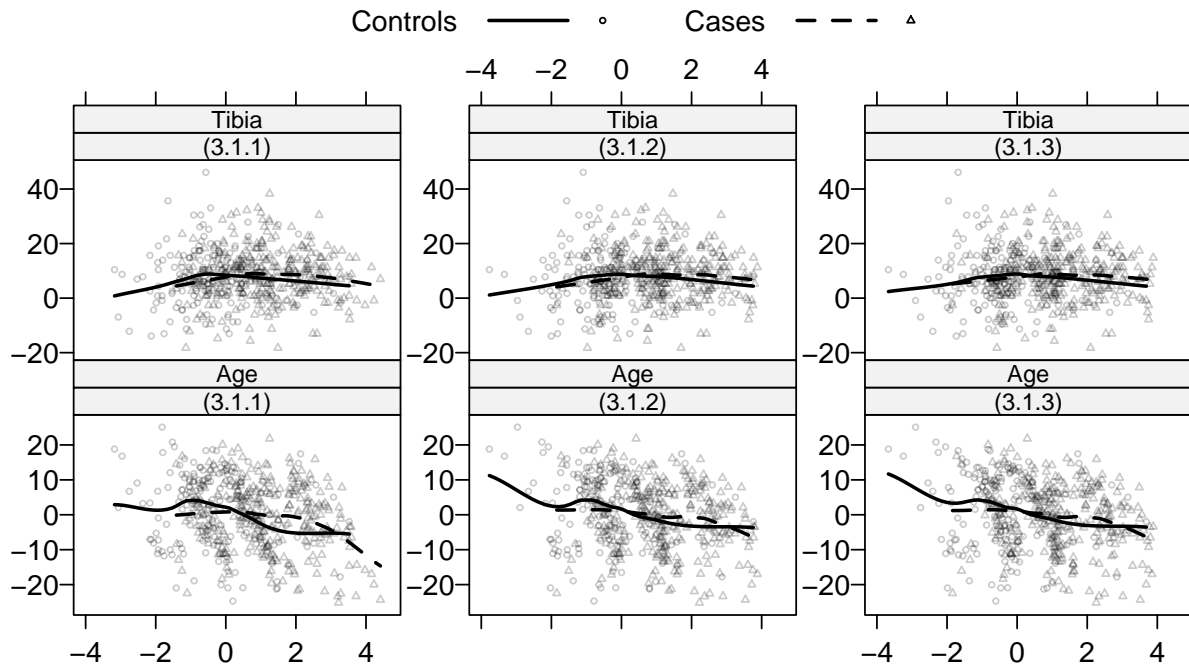 Controls Cases
−4 −2 0 2 4
Tibia Tibia Tibia
(3.1.1) (3.1.2) (3.1.3)
40 40 40
20 20 20
0 0 0
−20 −20 −20
Age Age Age
(3.1.1) (3.1.2) (3.1.3)
20 20 20
10 10 10
0 0 0
−10 −10 −10
−20 −20 −20
−4 −2 0 2 4 −4 −2 0 2 4